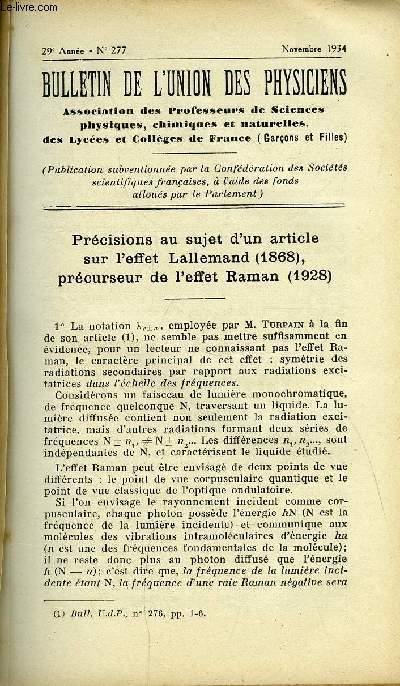 29e Année - N° 277 Novembre 1934
BULLETIN DE L'UNION DES PHYSICIENS
Association des Professeurs de Sciences
physiques, chimiques et naturelles,
des Lycées et Collèges de France (Garçons et Filles)
(Publication subventionnée par la Confédération des Sociétés
scientifiques françaises, à l'aide des fonds
alloués par le Parlement)
Précisions au sujet d'un article
sur l'effet Lallemand (1868),
précurseur de l'effet Raman (1928)
1° La notation employée par M. TURPAIN à la fin
de son article (1), ne semble pas mettre suffisamment en
évidence, pour un lecteur ne connaissant pas l'effet Ra-
man, le caractère principal de cet effet : symétrie des
radiations secondaires par rapport aux radiations exci-
tatrices dans l'échelle des fréquences.
Considérons un faisceau de lumière monochromatique,
de fréquence quelconque N, traversant un liquide. La lu-
mière diffusée contient non seulement la radiation exci-
tatrice, mais d'autres radiations formant deux séries de
fréquences N ± n1, N ± n2... Les différences n1, n2..., sont
indépendantes de N, et caractérisent le liquide étudié.
L'effet Raman peut être envisagé de deux points de vue
différents : le point de vue corpusculaire quantique et le
point de vue classique de l'optique ondulatoire.
Si l'on envisage le rayonnement incident comme cor-
pusculaire, chaque photon possède l'énergie hN (N est la
fréquence de la lumière incidente) et communique aux
molécules des vibrations intramoléculaires d'énergie hn
(n est une des fréquences fondamentales de la molécule);
il ne reste donc plus au photon diffusé que l'énergie
h (N — n); c'est dire que, la fréquence de la lumière inci-
dente étant N, la fréquence d'une raie Raman négative sera
(1) Bull. U.d.P., n° 276, pp. 1-6.